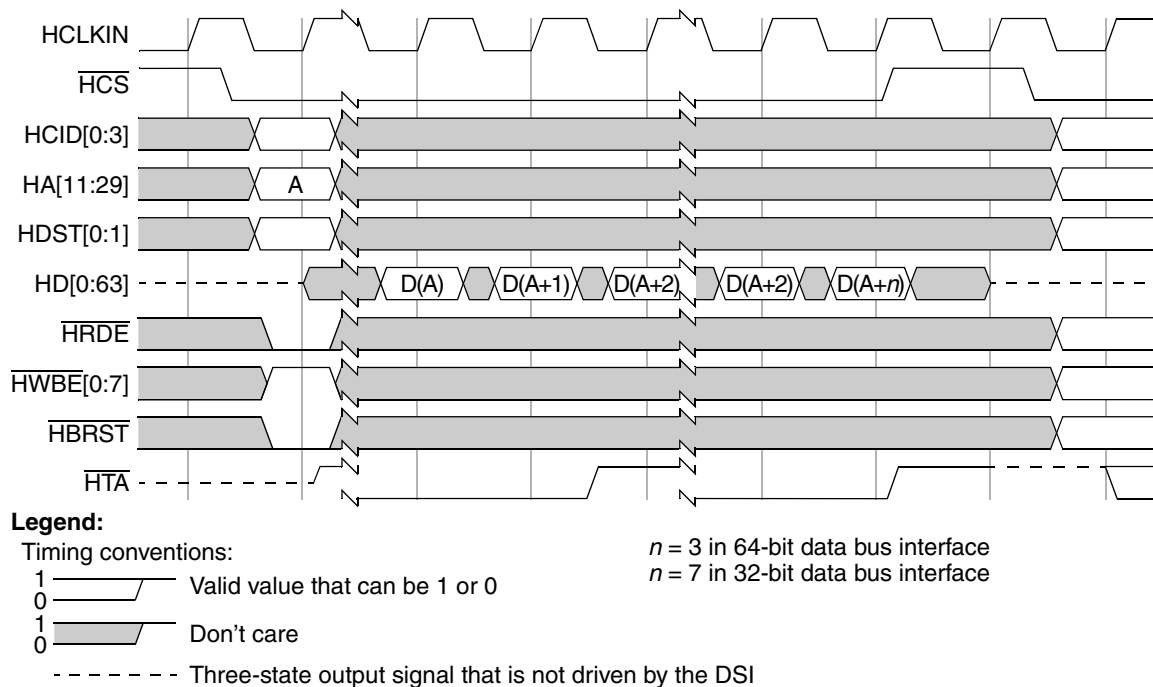 HCLKIN
HCS
HCID[0:3]
HA[11:29] A
HDST[0:1]
HD[0:63] D(A) D(A+1) D(A+2) D(A+2) D(A+n)
HRDE
HWBE[0:7]
HBRST
HTA
Legend:
Timing conventions:
1
0
Valid value that can be 1 or 0
1
0
Don't care
Three-state output signal that is not driven by the DSI
n = 3 in 64-bit data bus interface
n = 7 in 32-bit data bus interface